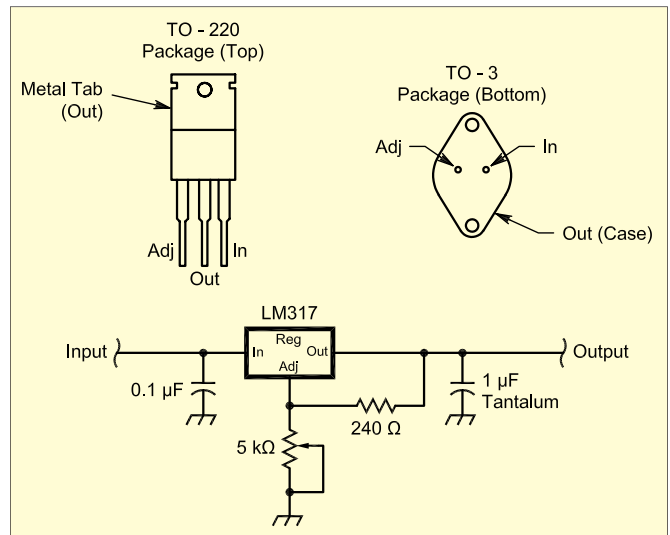 TO - 220
Package (Top)
Metal Tab
(Out)
Adj
Out
In
TO - 3
Package (Bottom)
Adj
In
Out (Case)
LM317
Input
In
Reg
Out
Adj
Output
0.1 µF
1 µF
Tantalum
240 Ω
5 kΩ